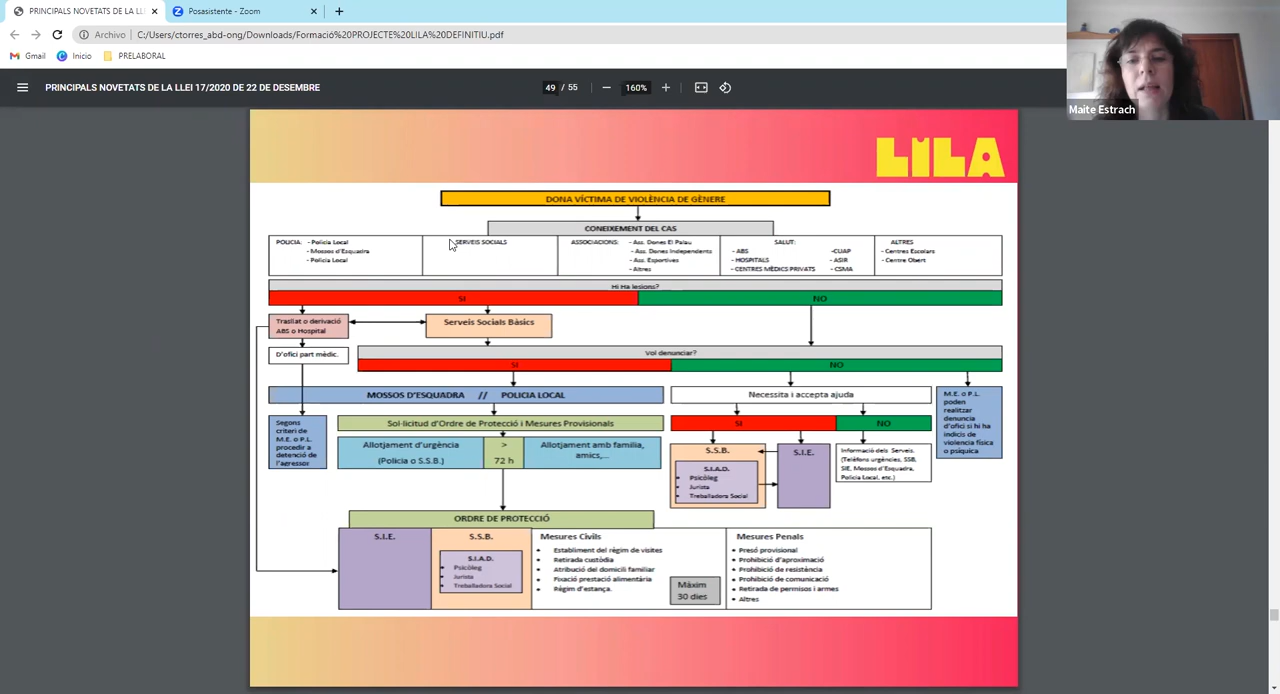 PRINCIPALS NOVETATS DE LA LLEI
Posasistente - Zoom
Archivo
C:/Users/ctorres_abd-ong/Downloads/Formació%20PROJECTE%20LILA%20DEFINITIU.pdf
Gmail
Inicio
PRELABORAL
PRINCIPALS NOVETATS DE LA LLEI 17/2020 DE 22 DE DESEMBRE
49 / 55
160%
Maite Estrach
LILA
DONA VÍCTIMA DE VIOLÈNCIA DE GÈNERE
CONEIXEMENT DEL CAS
POLICIA: - Policia Local
- Mossos d'Esquadra
- Policia Local
SERVEIS SOCIALS
ASSOCIACIONS: - Ass. Dones El Palau
- Ass. Dones Independents
- Ass. Esportives
- Altres
SALUT:
- ABS
-CUAP
- HOSPITALS
- ASIR
- CENTRES MÈDICS PRIVATS
- CSMA
ALTRES
- Centres Escolars
- Centre Obert
Hi Ha lesions?
SI
NO
Trasllat o derivació
ABS o Hospital
Serveis Socials Bàsics
D'ofici part mèdic.
Vol denunciar?
SI
NO
MOSSOS D'ESQUADRA // POLICIA LOCAL
Necessita i accepta ajuda
M.E. o P.L.
poden
realitzar
denuncia
d'ofici si hi ha
indicis de
violencia física
o psíquica
Segons
criteri de
M.E. o P.L.
procedir a
detenció de
l'agressor
Sol·licitud d'Ordre de Protecció i Mesures Provisionals
SI
NO
Allotjament d'urgència
(Policia o S.S.B.)
>
72 h
Allotjament amb familia,
amics,...
S.S.B.
S.I.A.D.
Psicòleg
Jurista
Treballadora Social
S.I.E.
Informació dels Serveis.
(Telèfons urgències, SSB,
SIE, Mossos d'Esquadra,
Policia Local, etc.)
ORDRE DE PROTECCIÓ
S.I.E.
S.S.B.
S.I.A.D.
Psicòleg
Jurista
Treballadora Social
Mesures Civils
Establiment del règim de visites
Retirada custòdia
Atribució del domicili familiar
Fixació prestació alimentària
Règim d'estança.
Màxim
30 dies
Mesures Penals
Presó provisional
Prohibició d'aproximació
Prohibició de resistència
Prohibició de comunicació
Retirada de permisos i armes
Altres